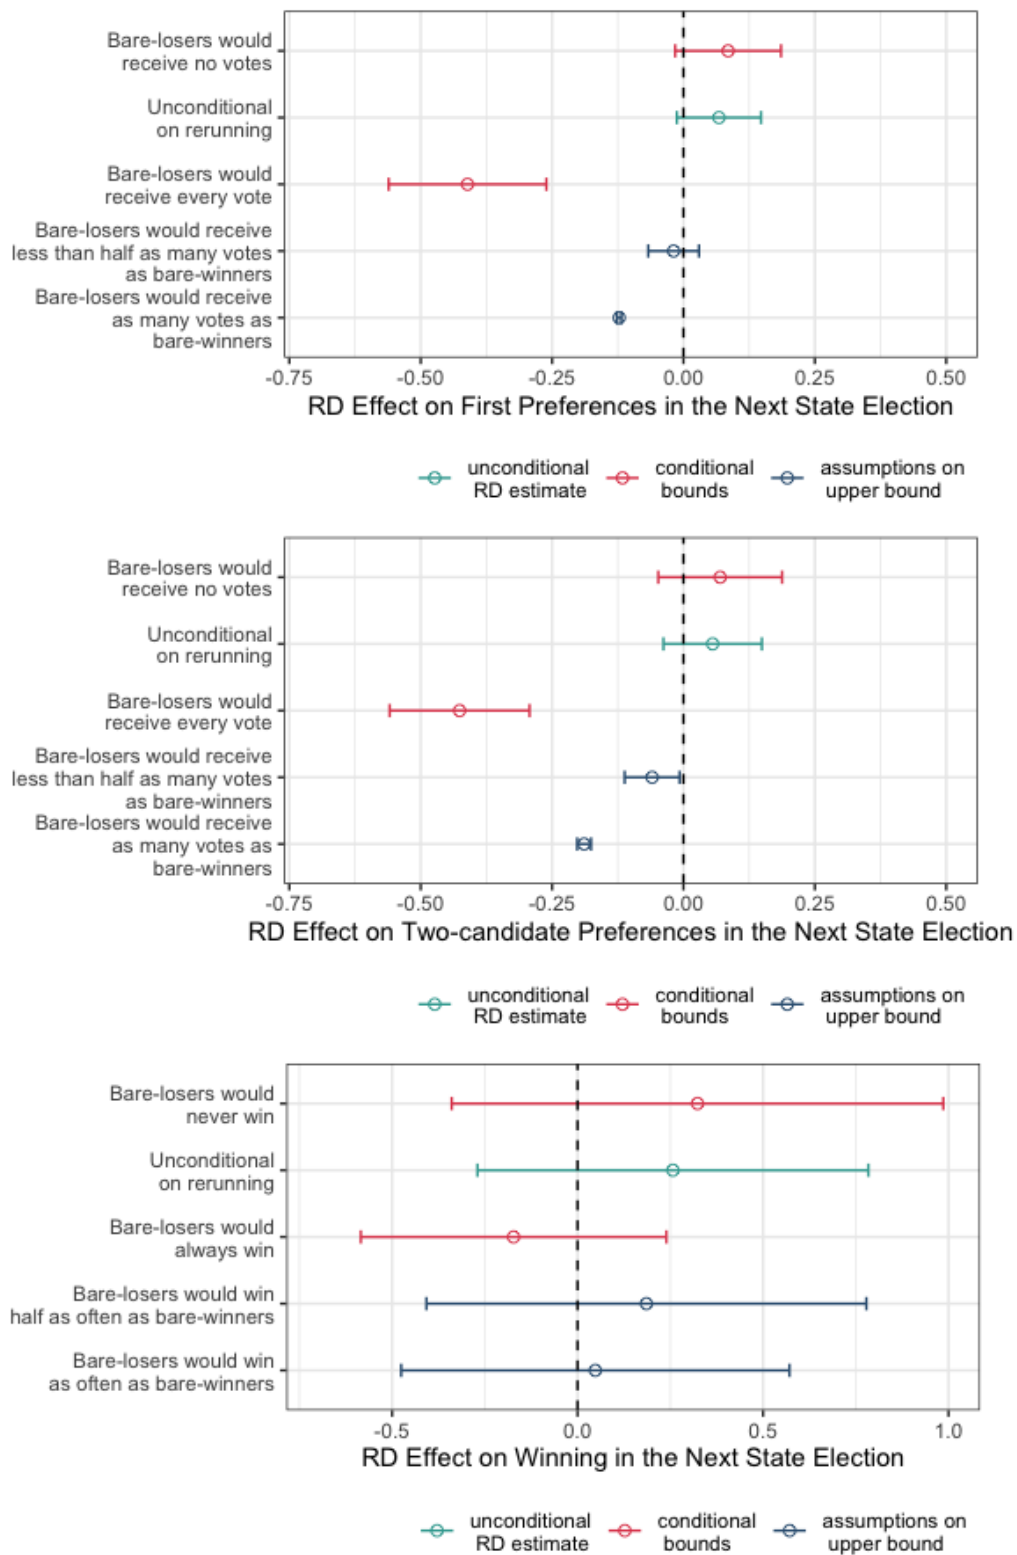 Bare-losers would
receive no votes
Unconditional
on rerunning
Bare-losers would
receive every vote
Bare-losers would receive
less than half as many votes
as bare-winners
Bare-losers would receive
as many votes as
bare-winners
-0.75 -0.50 -0.25 0.00 0.25 0.50
RD Effect on First Preferences in the Next State Election
unconditional conditional assumptions on
RD estimate bounds upper bound
Bare-losers would
receive no votes
Unconditional
on rerunning
Bare-losers would
receive every vote
Bare-losers would receive
less than half as many votes
as bare-winners
Bare-losers would receive
as many votes as
bare-winners
-0.75 -0.50 -0.25 0.00 0.25 0.50
RD Effect on Two-candidate Preferences in the Next State Election
unconditional conditional assumptions on
RD estimate bounds upper bound
Bare-losers would
never win
Unconditional
on rerunning
Bare-losers would
always win
Bare-losers would win
half as often as bare-winners
Bare-losers would win
as often as bare-winners
-0.5 0.0 0.5 1.0
RD Effect on Winning in the Next State Election
unconditional conditional assumptions on
RD estimate bounds upper bound